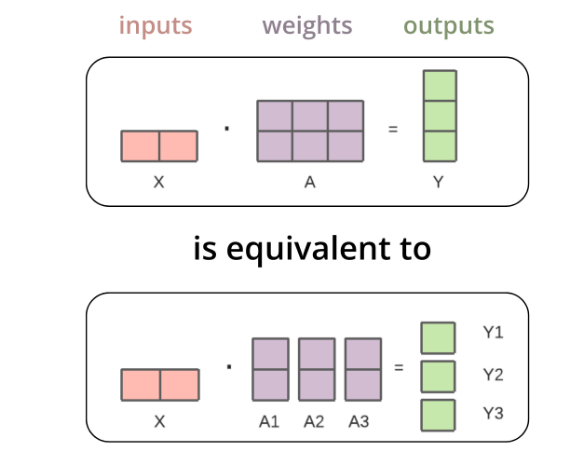 inputs weights outputs
X · A = Y
is equivalent to
X · A1 A2 A3 = Y1
Y2
Y3